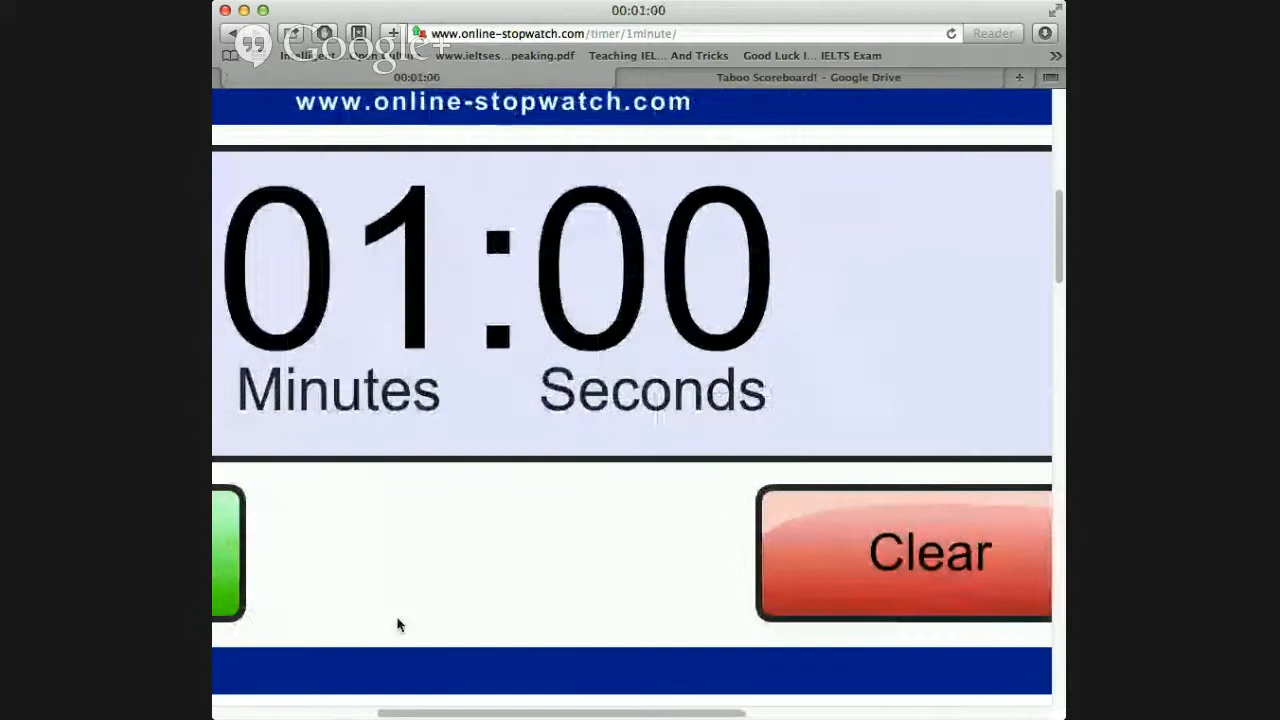 00:01:00
www.online-stopwatch.com/timer/1minute/
Reader
Google+
www.ieltses...peaking.pdf
Teaching IEL... And Tricks
Good Luck I... IELTS Exam
00:01:00
Taboo Scoreboard! - Google Drive
www.online-stopwatch.com
01:00
Minutes
Seconds
Clear